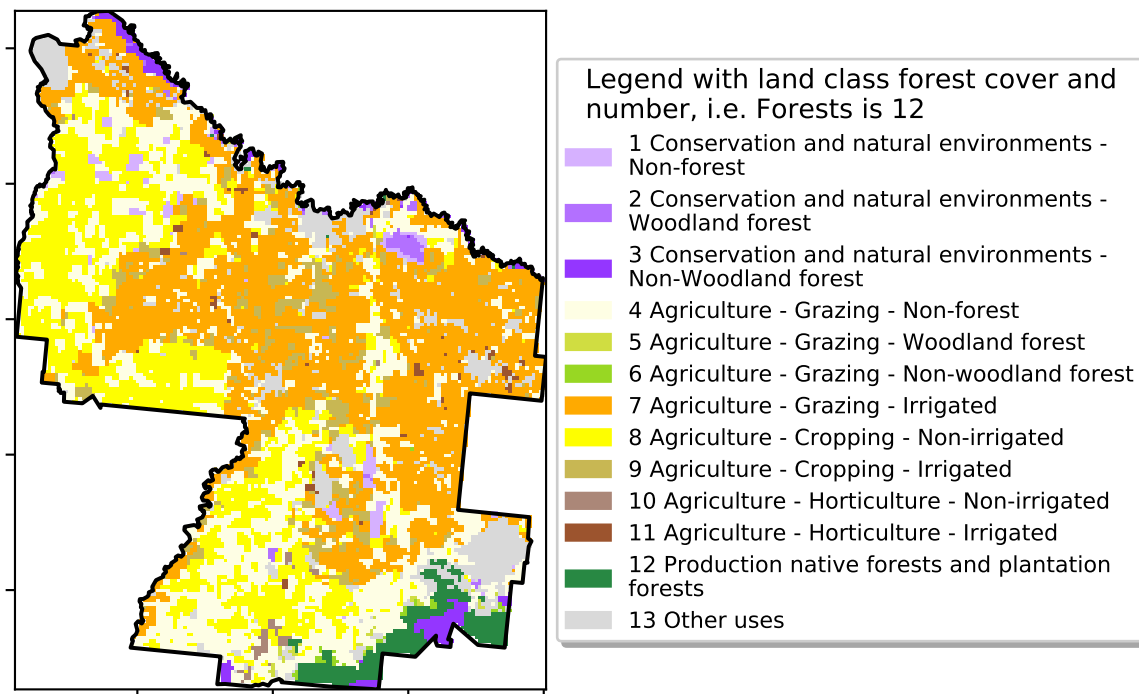 Legend with land class forest cover and
number, i.e. Forests is 12
1 Conservation and natural environments -
Non-forest
2 Conservation and natural environments -
Woodland forest
3 Conservation and natural environments -
Non-Woodland forest
4 Agriculture - Grazing - Non-forest
5 Agriculture - Grazing - Woodland forest
6 Agriculture - Grazing - Non-woodland forest
7 Agriculture - Grazing - Irrigated
8 Agriculture - Cropping - Non-irrigated
9 Agriculture - Cropping - Irrigated
10 Agriculture - Horticulture - Non-irrigated
11 Agriculture - Horticulture - Irrigated
12 Production native forests and plantation
forests
13 Other uses